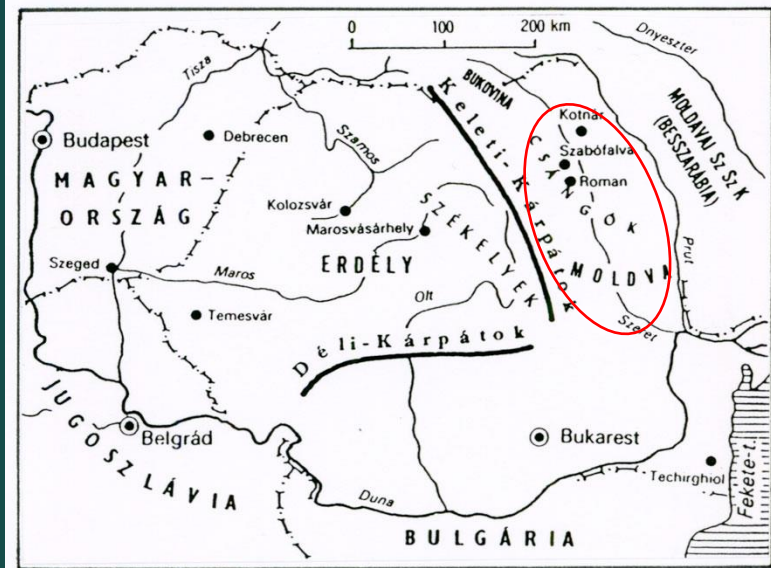 0 100 200 km
Dnyeszter
Tisza
BUKOVINA
MOLDAVAI SZ SZ K
(BESSZARÁBIA)
Kotnár
Budapest
Debrecen
Szamos
Keleti-Kárpátok
CSÁNGÓK
Szabófalva
Roman
MAGYAR-
ORSZÁG
Kolozsvár
Marosvásárhely
SZÉKELYEK
ERDÉLY
MOLDVA
Prut
Szeged
Maros
Olt
Szeret
Temesvár
Déli-Kárpátok
JUGOSZLÁVIA
Belgrád
Bukarest
Techirghiol
Fekete-t.
Duna
BULGÁRIA